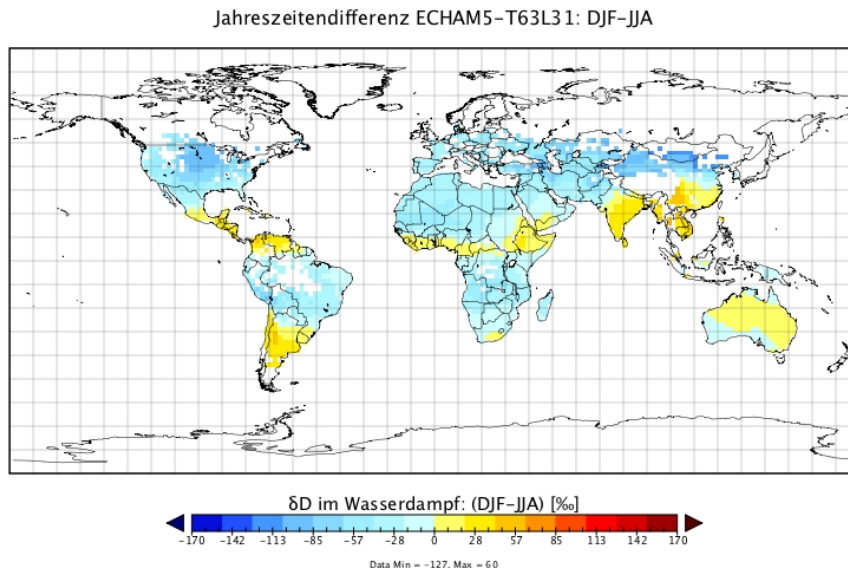 Jahreszeitendifferenz ECHAM5-T63L31: DJF-JJA
δD im Wasserdampf: (DJF-JJA) [‰]
-170 -142 -113 -85 -57 -28 0 28 57 85 113 142 170
Data Min = -127, Max = 60